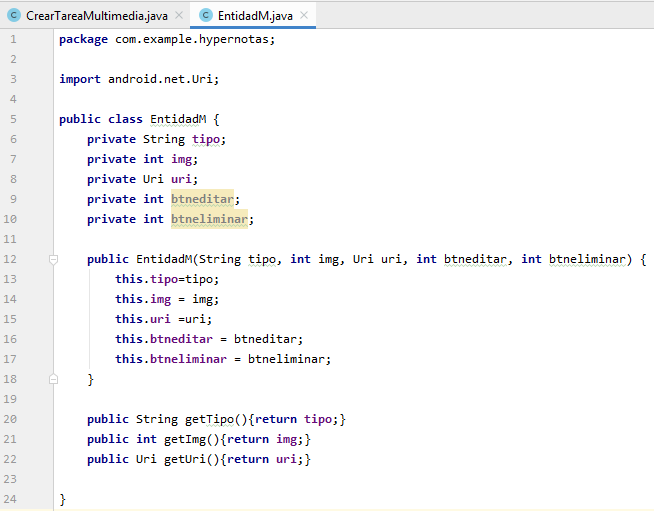 CrearTareaMultimedia.java × EntidadM.java ×
1 package com.example.hypernotas;
2
3 import android.net.Uri;
4
5 public class EntidadM {
6 private String tipo;
7 private int img;
8 private Uri uri;
9 private int btneditar;
10 private int btneliminar;
11
12 public EntidadM(String tipo, int img, Uri uri, int btneditar, int btneliminar) {
13 this.tipo=tipo;
14 this.img = img;
15 this.uri =uri;
16 this.btneditar = btneditar;
17 this.btneliminar = btneliminar;
18 }
19
20 public String getTipo(){return tipo;}
21 public int getImg(){return img;}
22 public Uri getUri(){return uri;}
23
24 }